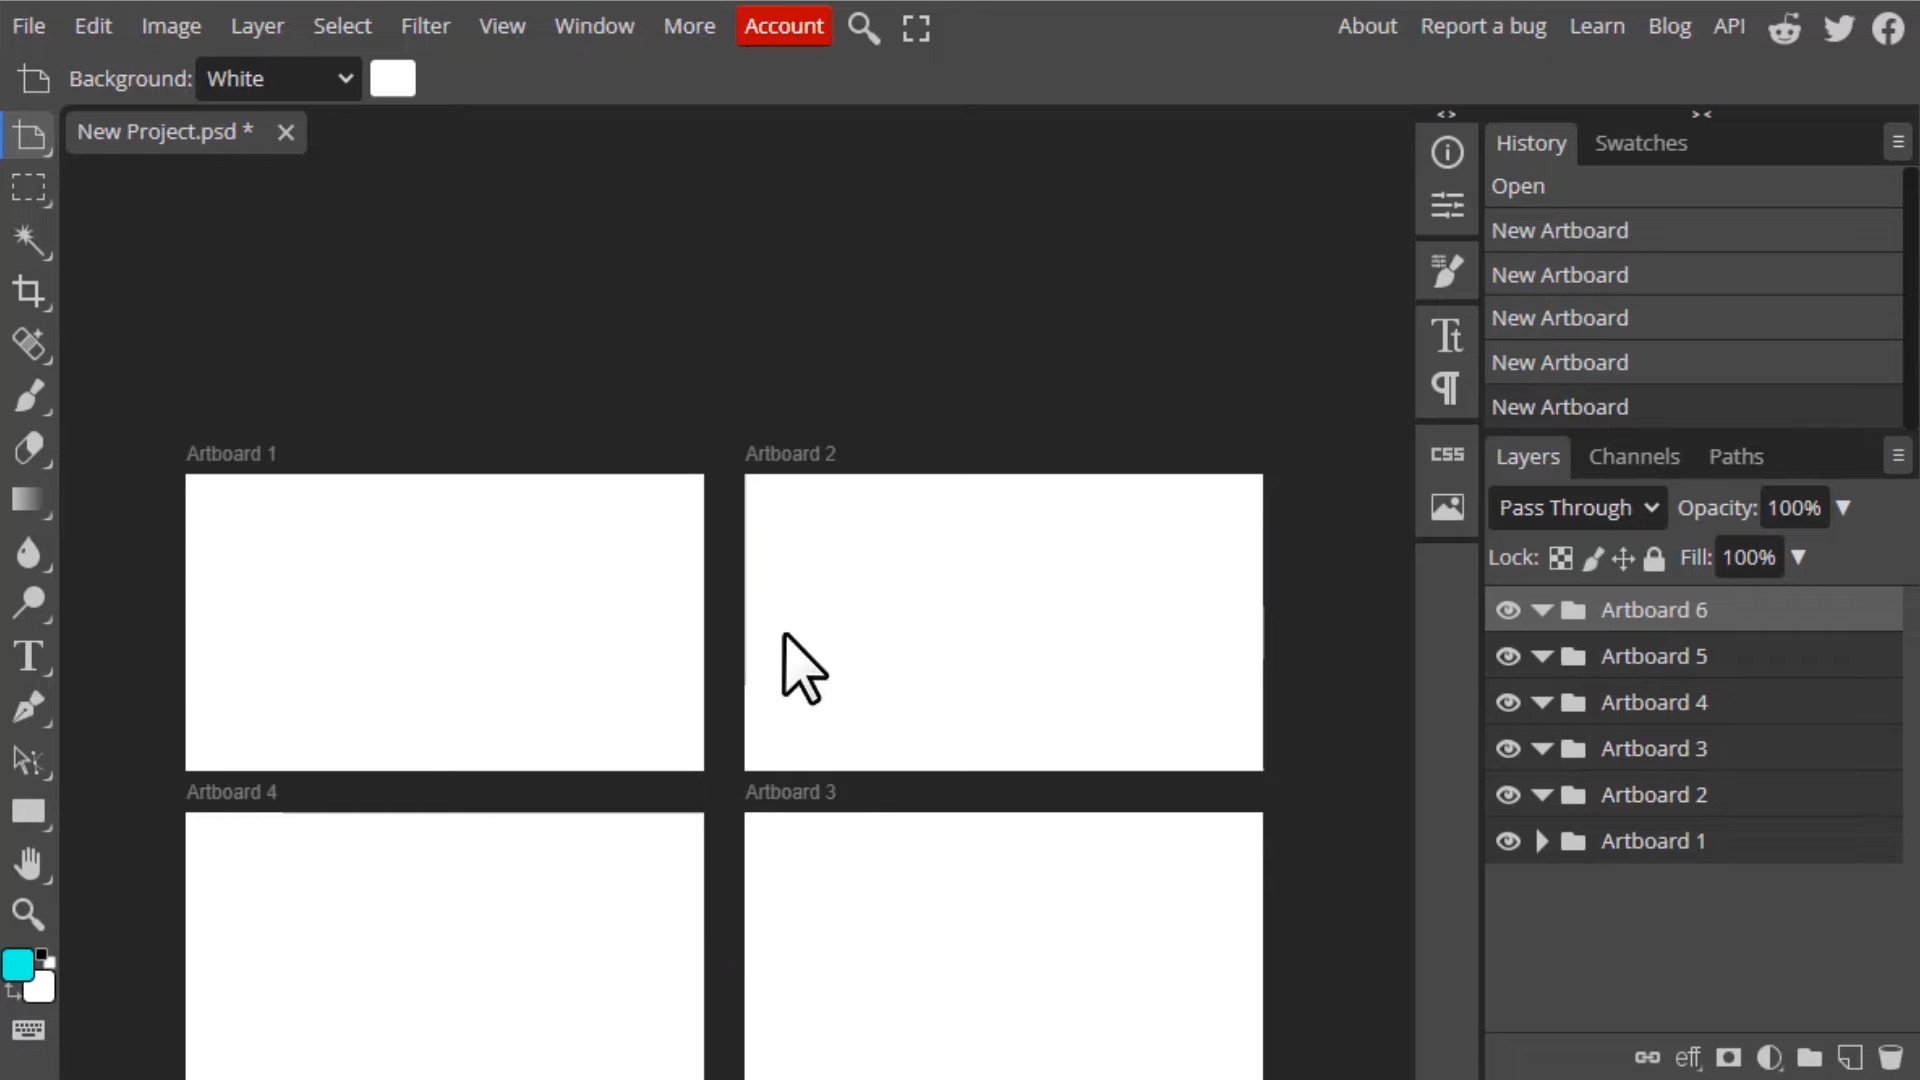 File Edit Image Layer Select Filter View Window More Account About Report a bug Learn Blog API
Background: White
New Project.psd *
History Swatches
Open
New Artboard
New Artboard
New Artboard
New Artboard
New Artboard
Artboard 1 Artboard 2
Artboard 4 Artboard 3
CSS
Layers Channels Paths
Pass Through Opacity: 100%
Lock: Fill: 100%
Artboard 6
Artboard 5
Artboard 4
Artboard 3
Artboard 2
Artboard 1
eff